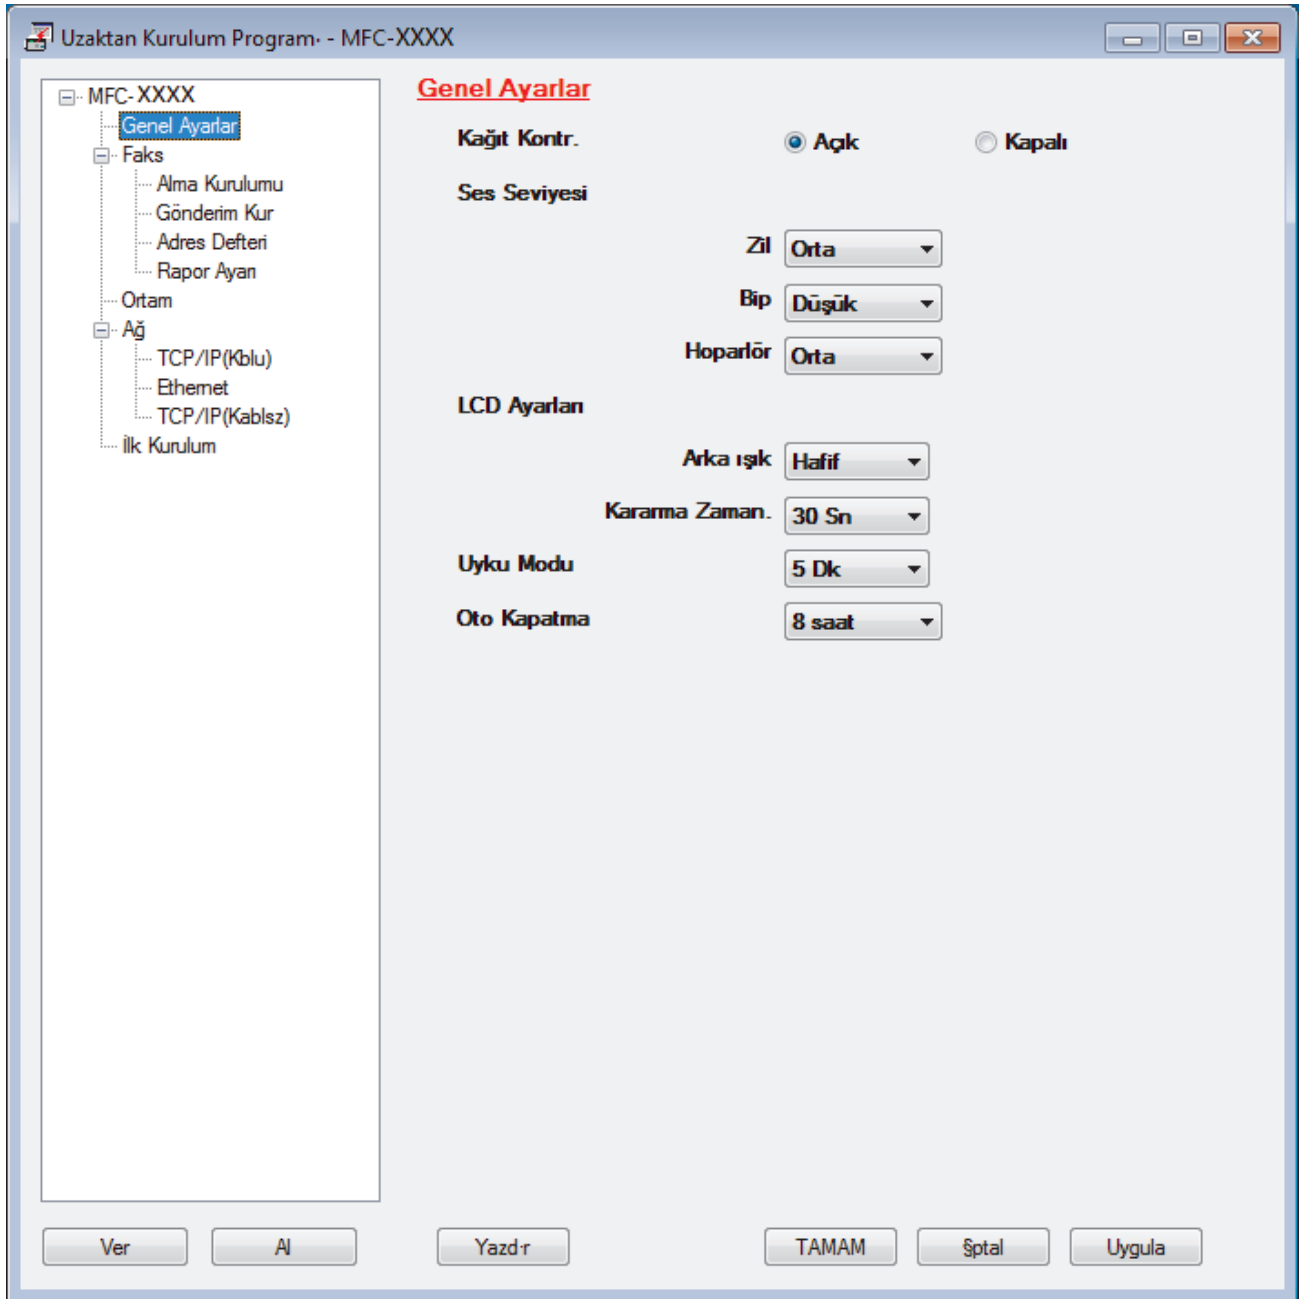 Uzaktan Kurulum Program· - MFC-XXXX
MFC-XXXX
Genel Ayarlar
Faks
Alma Kurulumu
Gönderim Kur
Adres Defteri
Rapor Ayarı
Ortam
Ağ
TCP/IP(Kblu)
Ethernet
TCP/IP(Kablsz)
İlk Kurulum
Genel Ayarlar
Kağıt Kontr. Açık Kapalı
Ses Seviyesi
Zil Orta
Bip Düşük
Hoparlör Orta
LCD Ayarları
Arka ışık Hafif
Kararma Zaman. 30 Sn
Uyku Modu 5 Dk
Oto Kapatma 8 saat
Ver Al Yazd·r TAMAM §ptal Uygula